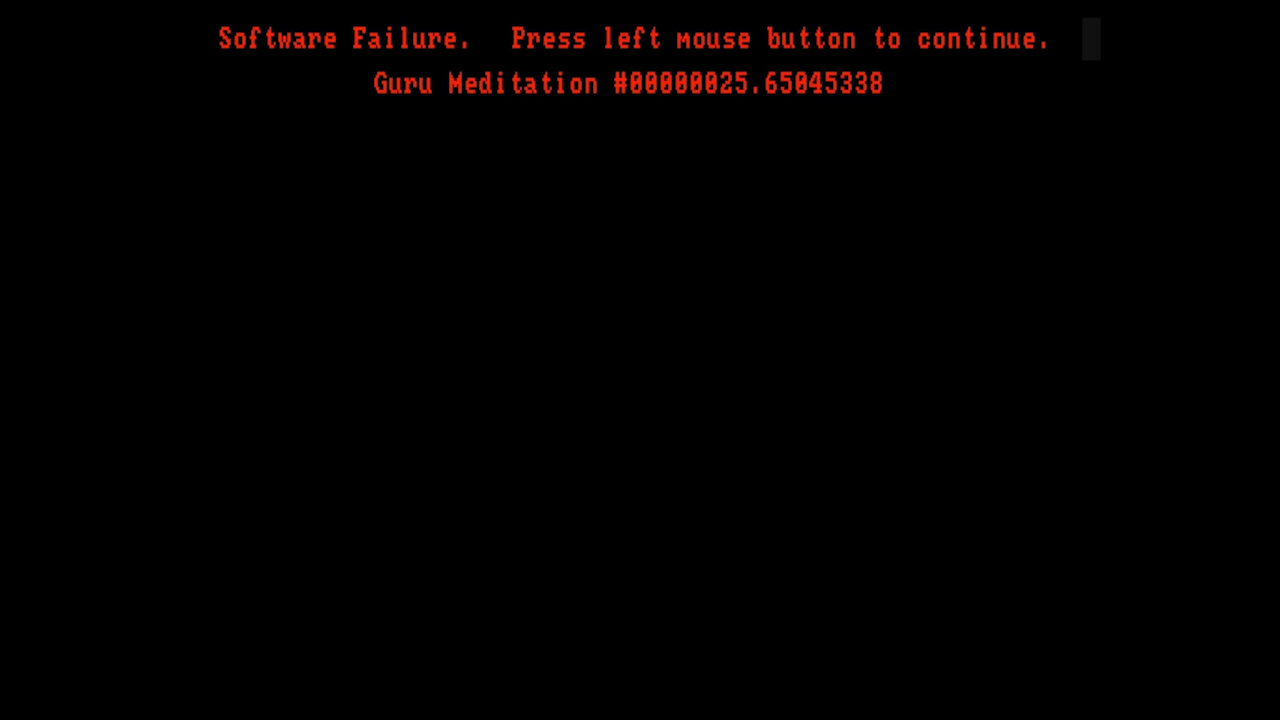 Software Failure.  Press left mouse button to continue.
Guru Meditation #00000025.65045338